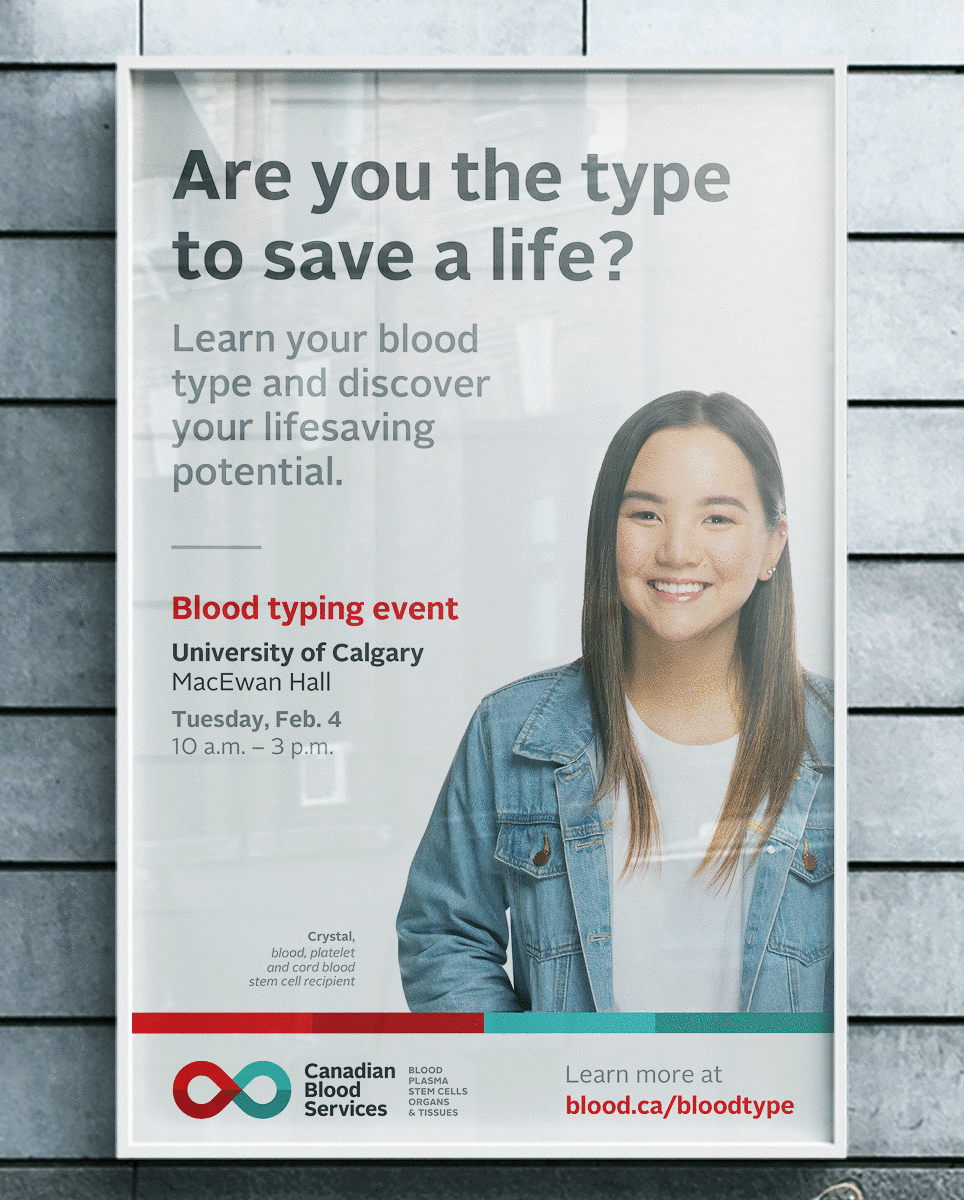 Are you the type
to save a life?
Learn your blood
type and discover
your lifesaving
potential.
Blood typing event
University of Calgary
MacEwan Hall
Tuesday, Feb. 4
10 a.m. – 3 p.m.
Crystal,
blood, platelet
and cord blood
stem cell recipient
Canadian
Blood
Services
BLOOD
PLASMA
STEM CELLS
ORGANS
& TISSUES
Learn more at
blood.ca/bloodtype